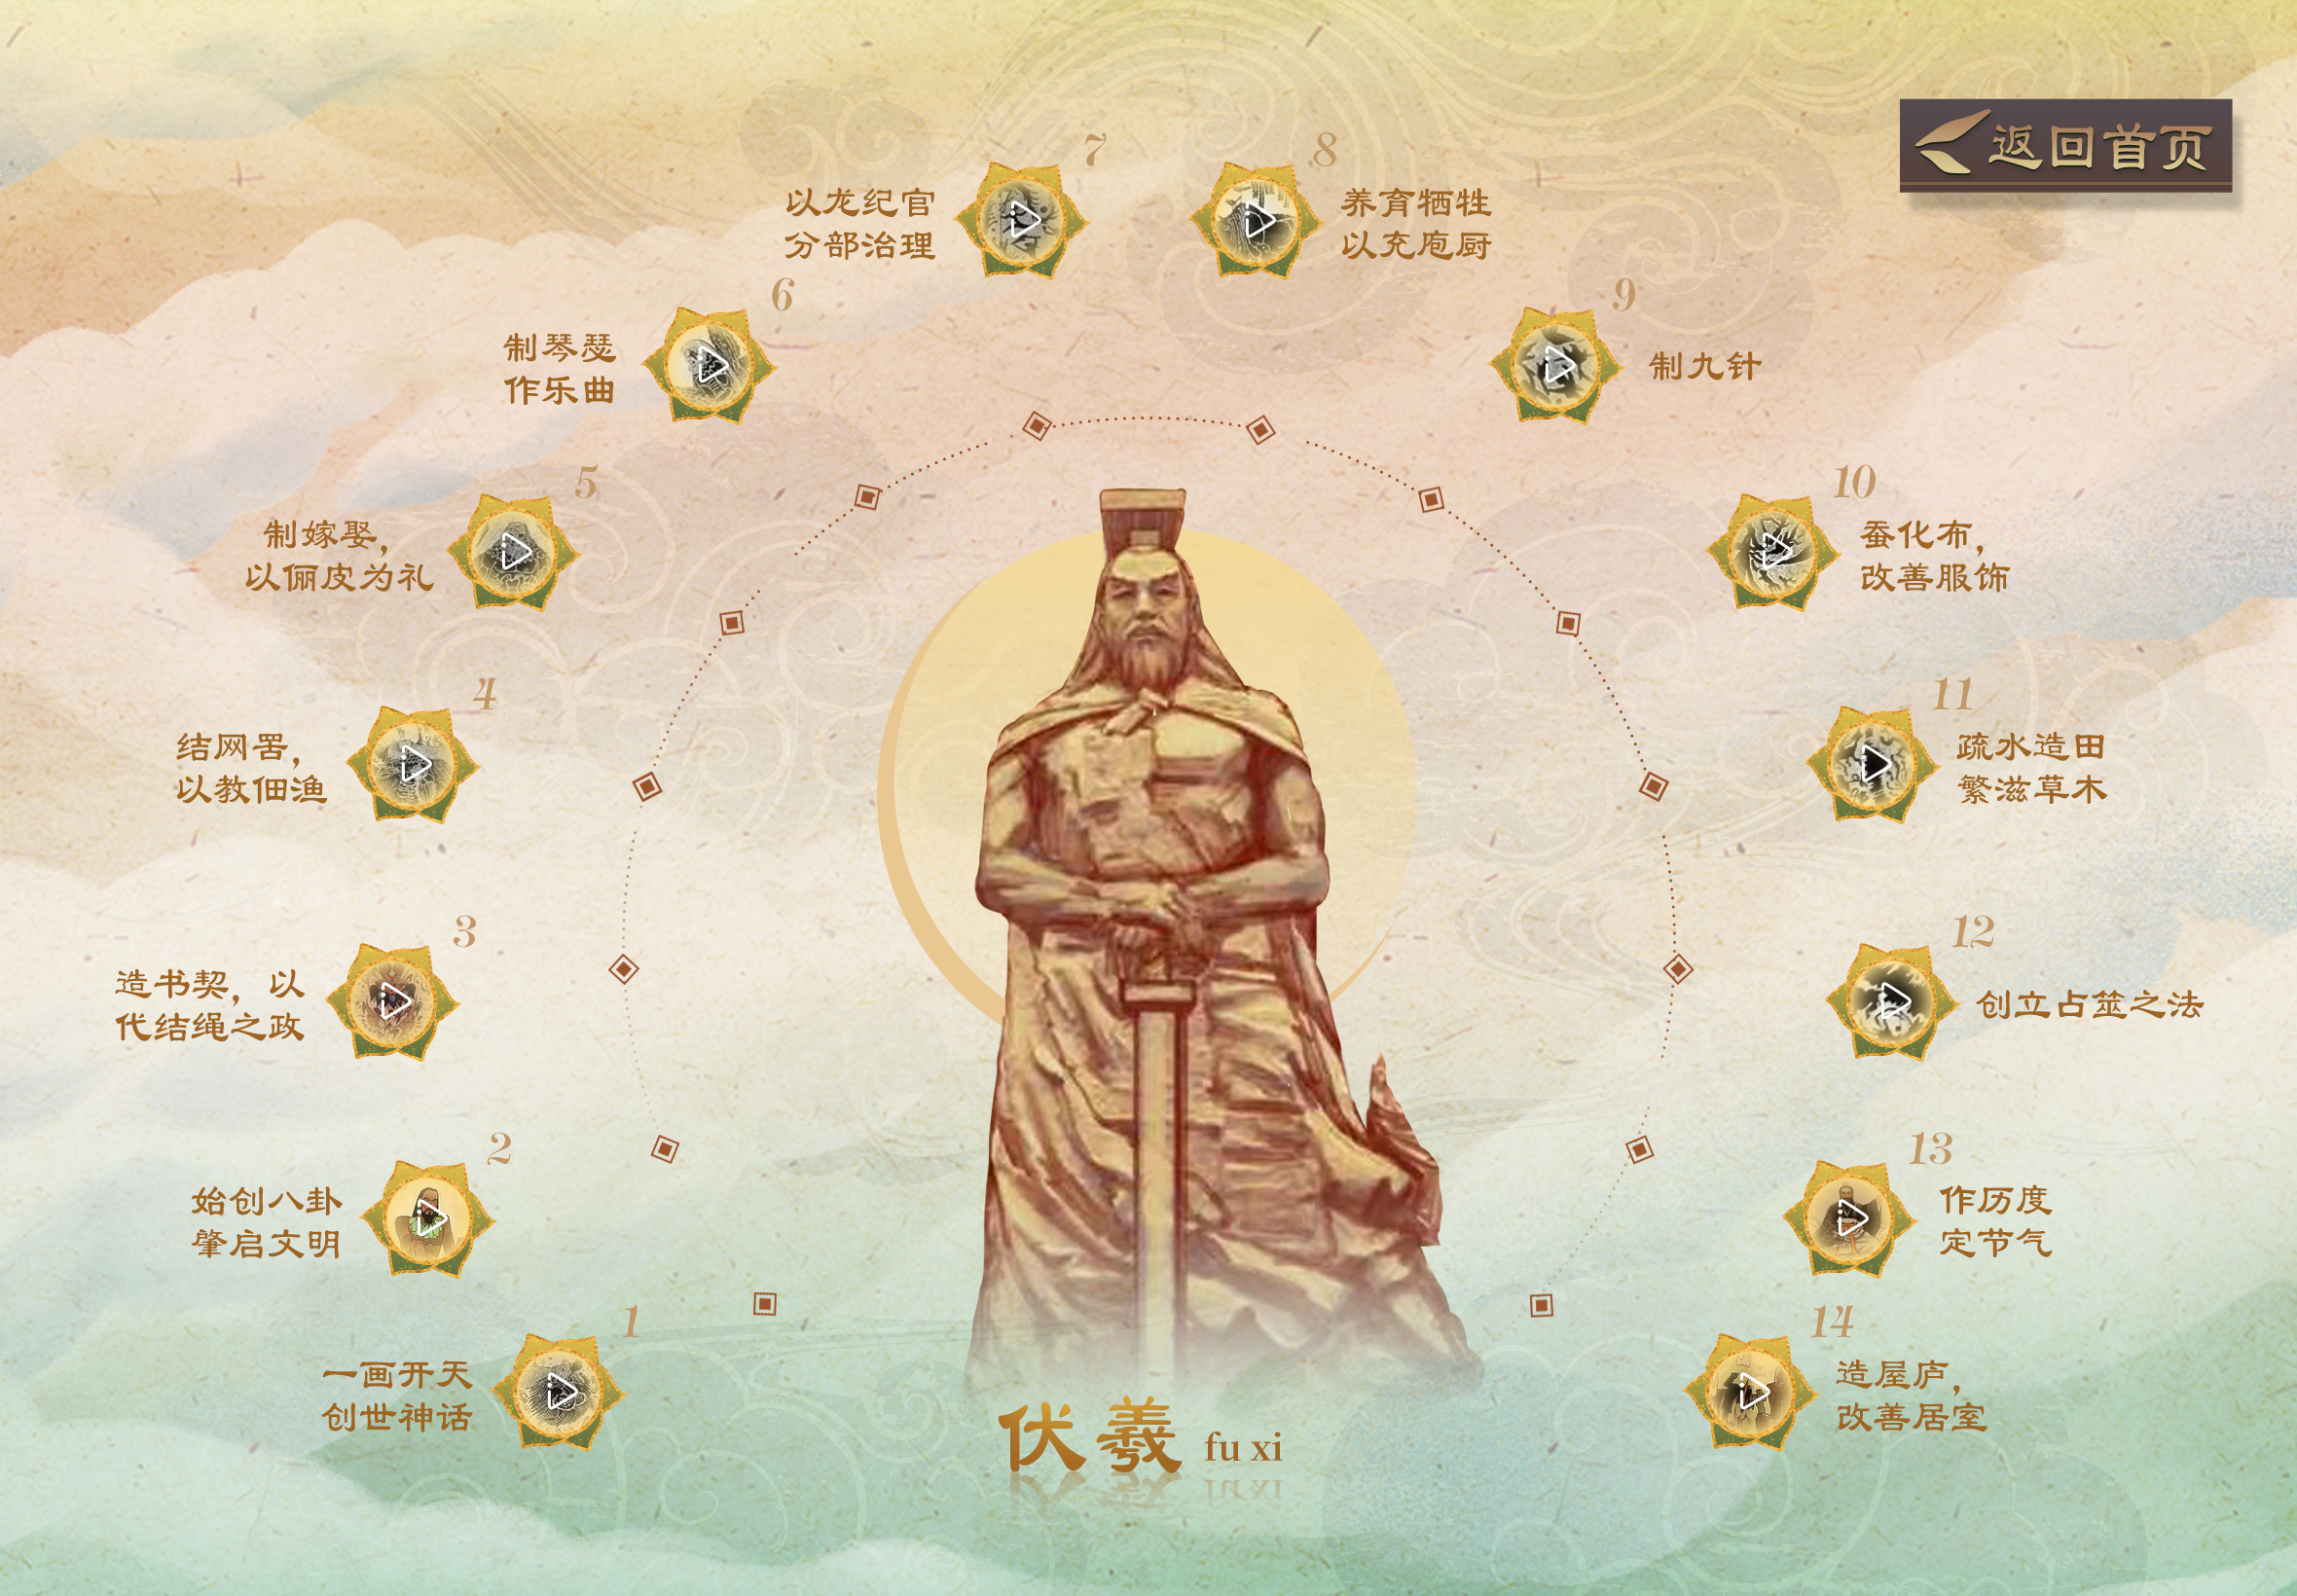 返回首页
7
以龙纪官
分部治理
8
养育牺牲
以充庖厨
6
制琴瑟
作乐曲
9
制九针
5
制嫁娶，
以俪皮为礼
10
蚕化布，
改善服饰
4
结网罟，
以教佃渔
11
疏水造田
繁滋草木
3
造书契，以
代结绳之政
12
创立占筮之法
2
始创八卦
肇启文明
13
作历度
定节气
1
一画开天
创世神话
14
造屋庐，
改善居室
伏羲 fu xi